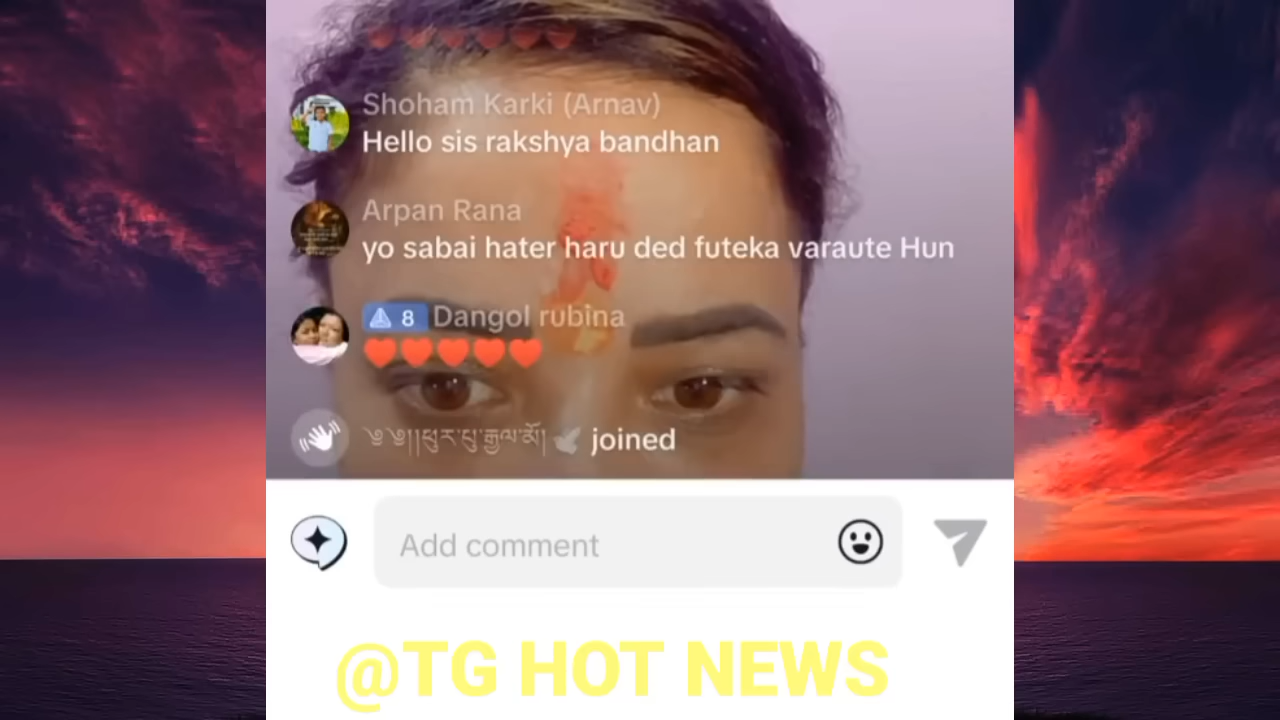 Shoham Karki (Arnav)
Hello sis rakshya bandhan
Arpan Rana
yo sabai hater haru ded futeka varaute Hun
8 Dangol rubina
༄༅།།ཕུར་པུ་རྒྱལ་མོ། joined
Add comment
@TG HOT NEWS